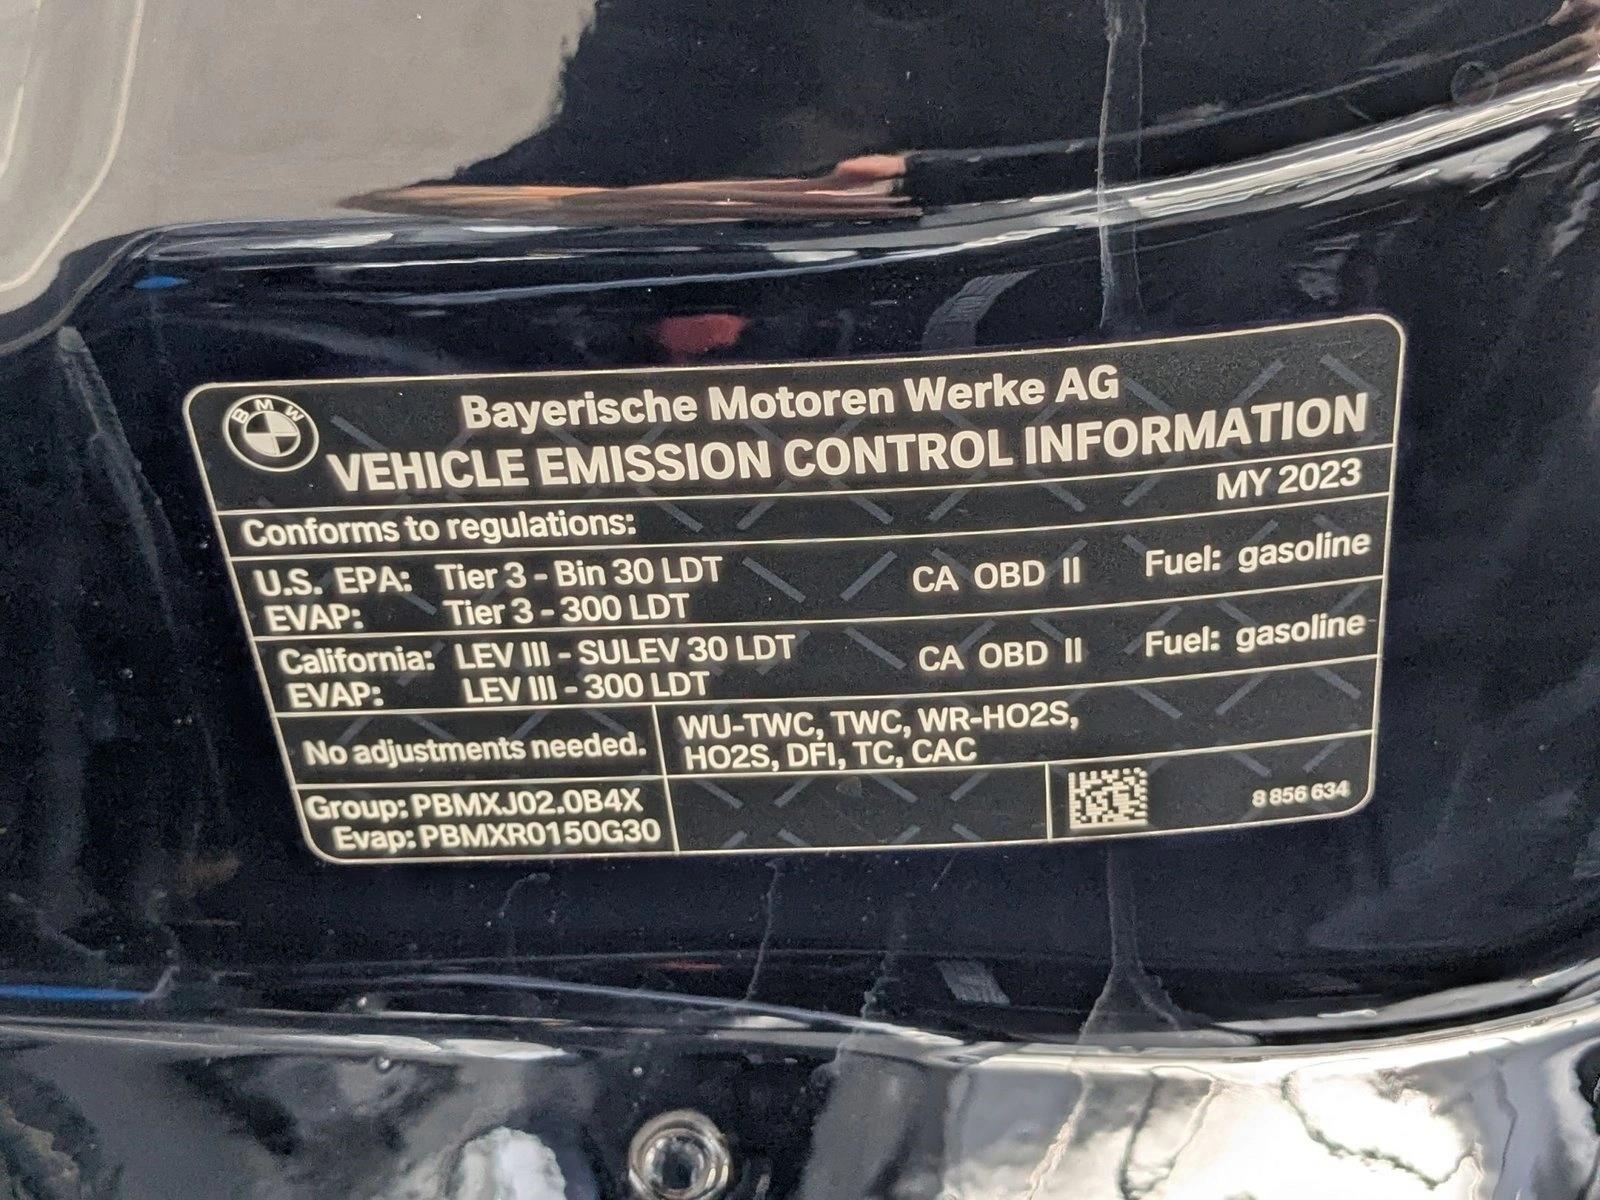 BMW
Bayerische Motoren Werke AG
VEHICLE EMISSION CONTROL INFORMATION
MY 2023
Conforms to regulations:
U.S. EPA: Tier 3 - Bin 30 LDT CA OBD II Fuel: gasoline
EVAP: Tier 3 - 300 LDT
California: LEV III - SULEV 30 LDT CA OBD II Fuel: gasoline
EVAP: LEV III - 300 LDT
No adjustments needed.
WU-TWC, TWC, WR-HO2S,
HO2S, DFI, TC, CAC
Group: PBMXJ02.0B4X
Evap: PBMXR0150G30
8 856 634